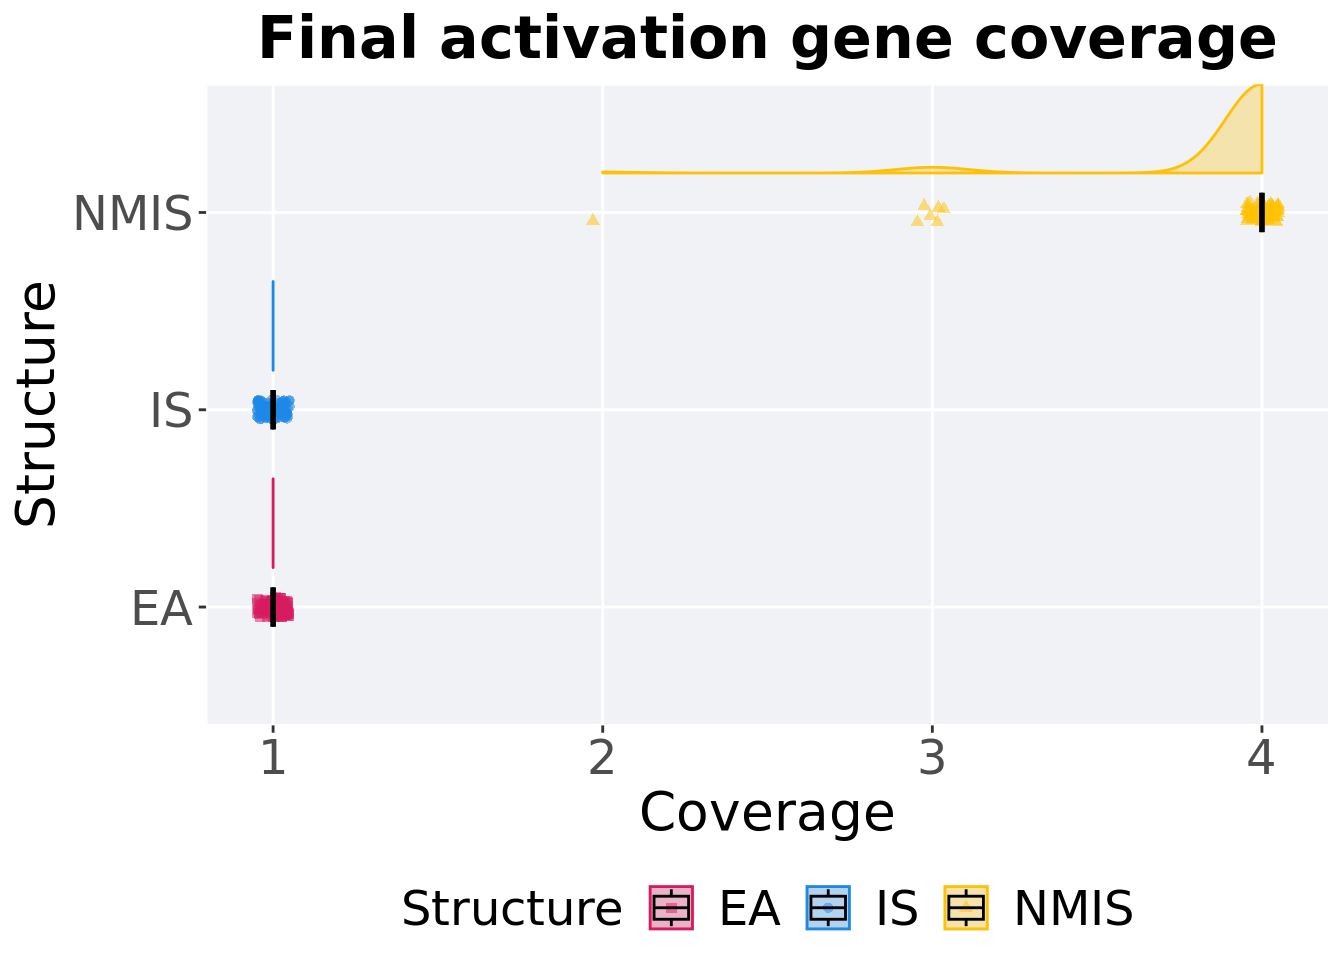 Final activation gene coverage
Structure
NMIS
IS
EA
1 2 3 4
Coverage
Structure EA IS NMIS